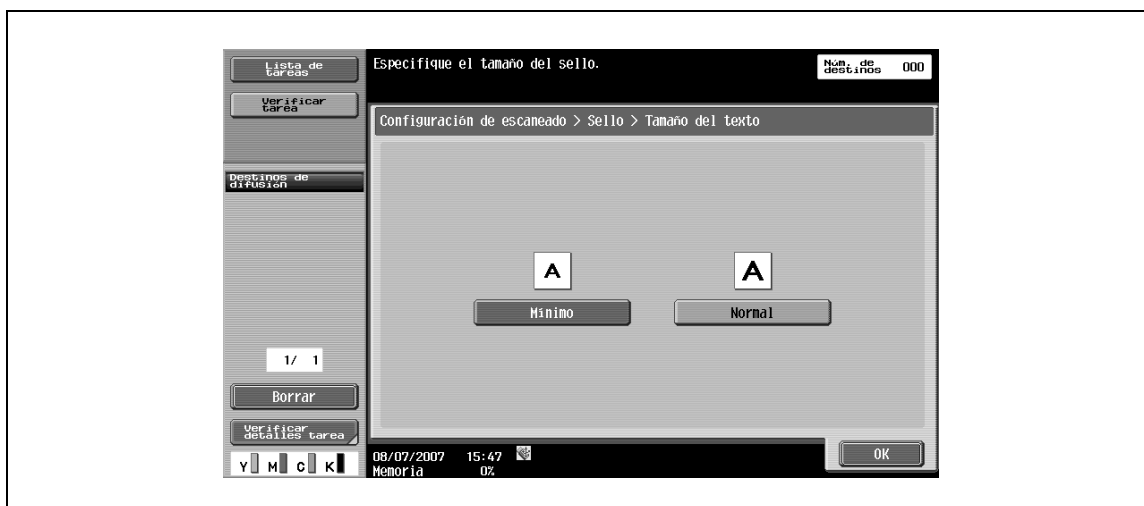 Lista de
tareas
Verificar
tarea
Destinos de
difusión
1/ 1
Borrar
Verificar
detalles tarea
Y M C K
Especifique el tamaño del sello.
Núm. de
destinos 000
Configuración de escaneado > Sello > Tamaño del texto
A A
Mínimo Normal
08/07/2007 15:47
Memoria 0%
OK